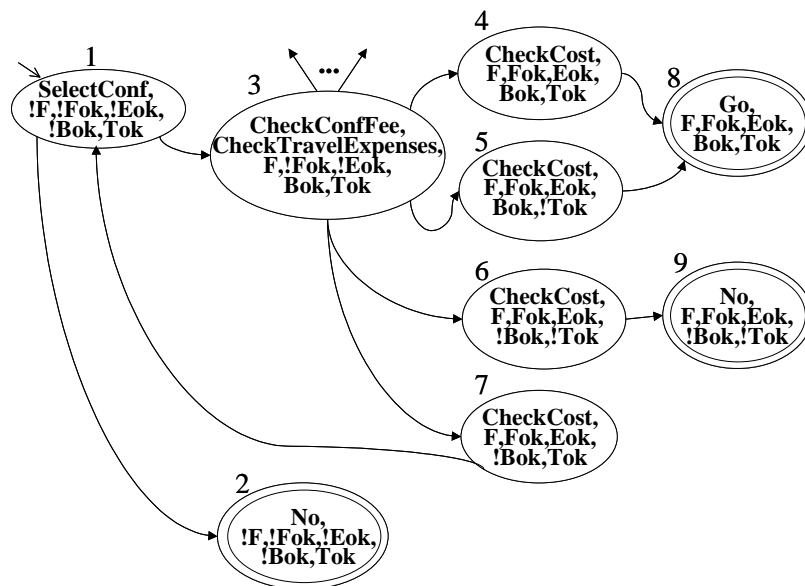 1
SelectConf,
!F,!Fok,!Eok,
!Bok,Tok
...
3
CheckConfFee,
CheckTravelExpenses,
F,!Fok,!Eok,
Bok,Tok
4
CheckCost,
F,Fok,Eok,
Bok,Tok
5
CheckCost,
F,Fok,Eok,
Bok,!Tok
8
Go,
F,Fok,Eok,
Bok,Tok
6
CheckCost,
F,Fok,Eok,
!Bok,!Tok
9
No,
F,Fok,Eok,
!Bok,!Tok
7
CheckCost,
F,Fok,Eok,
!Bok,Tok
2
No,
!F,!Fok,!Eok,
!Bok,Tok